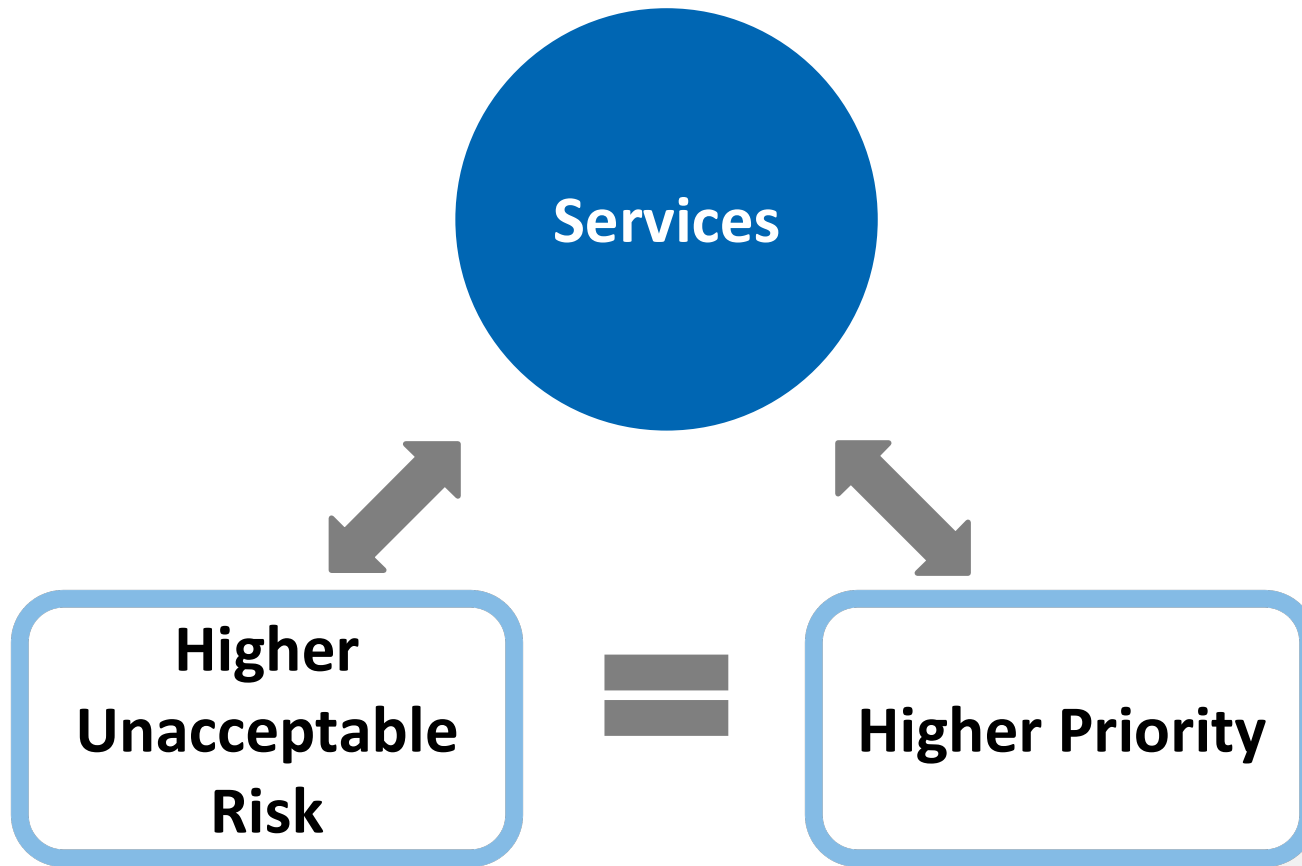 Services
Higher
Unacceptable
Risk
Higher Priority